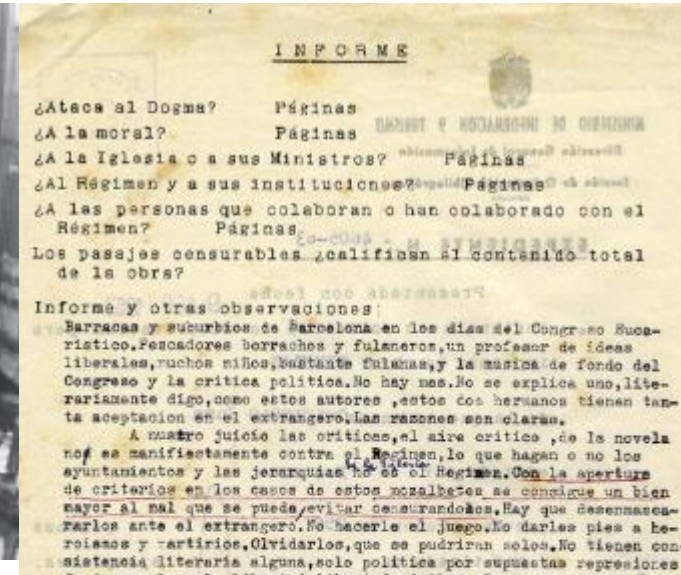 INFORME
¿Ataca al Dogma? Páginas
¿A la moral? Páginas
¿A la Iglesia o a sus Ministros? Páginas
¿Al Régimen y a sus instituciones? Páginas
¿A las personas que colaboran o han colaborado con el
Régimen? Páginas
Los pasajes censurables ¿califican el contenido total
de la obra?
Informe y otras observaciones:
Barracas y suburbios de Barcelona en los dias del Congreso Euca-
ristico.Pescadores borrachos y fulaneros,un profesor de ideas
liberales,muchos niños,bastante fulanas,y la musica de fondo del
Congreso y la critica politica.No hay mas.No se explica uno,lite-
rariamente digo,como estos autores ,estos dos hermanos tienen tan-
ta aceptacion en el extrangero.Las razones son claras.
A nuestro juicio las criticas,el aire critico ,de la novela
no es manifiestamente contra el Regimen,lo que hagan o no los
ayuntamientos y las jerarquias no es el Regimen.Con la apertura
de criterios en los casos de estos mozalbetes se consigue un bien
mayor al mal que se pueda evitar censurandolos.Hay que desenmasca-
rarlos ante el extrangero.No hacerle el juego.No darles pies a he-
roismos y martirios.Olvidarlos,que se pudriran solos.No tienen con-
sistencia literaria alguna,solo politica por supuestas represiones